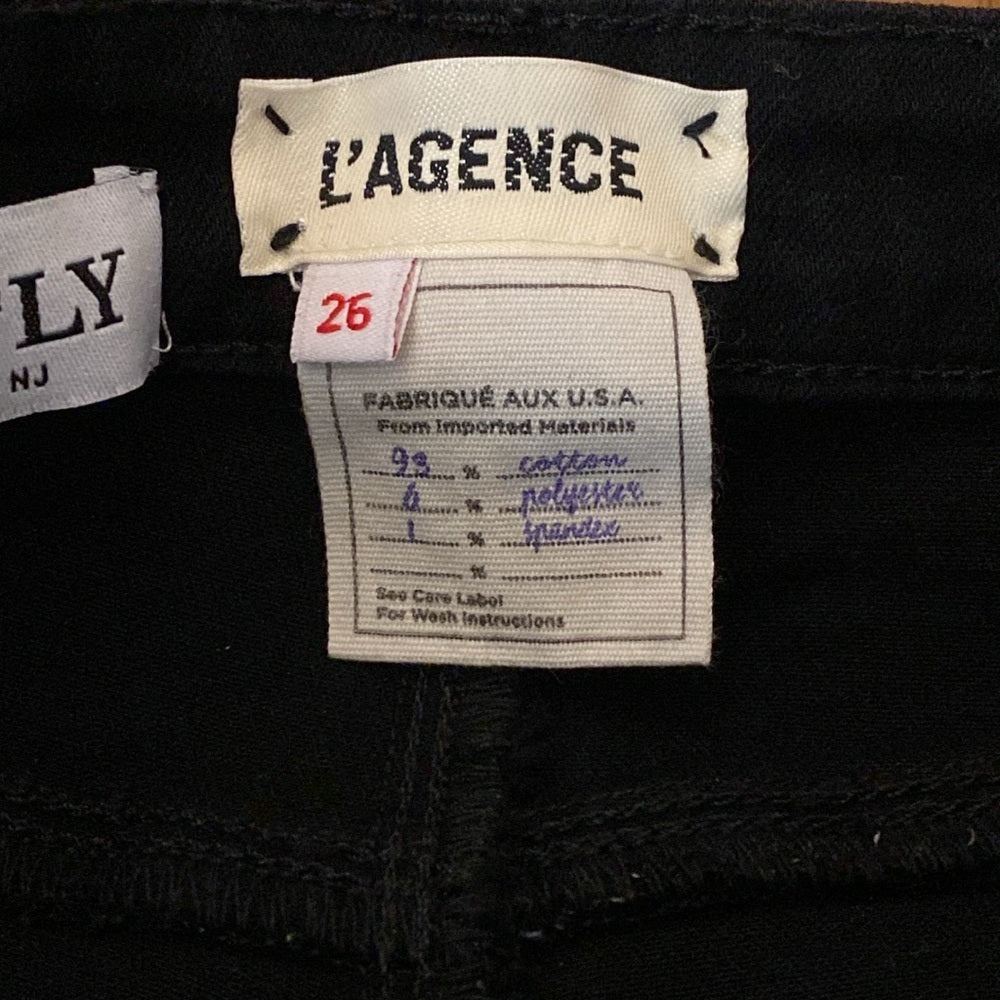 L'AGENCE
FLY
NJ
26
FABRIQUÉ AUX U.S.A.
From Imported Materials
93 % cotton
6 % polyester
1 % spandex
%
See Care Label
For Wash Instructions